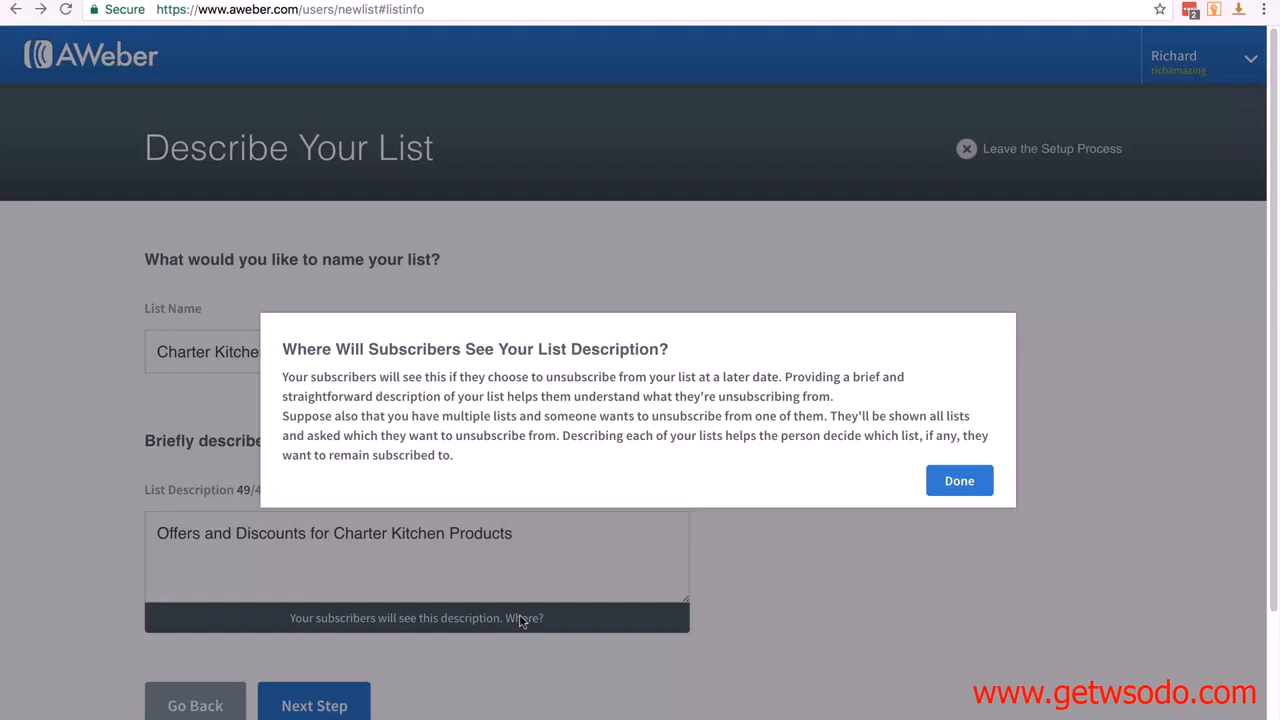 Secure https://www.aweber.com/users/newlist#listinfo
2
AWeber
Richard
richamazing
Describe Your List
Leave the Setup Process
What would you like to name your list?
List Name
Charter Kitche
Where Will Subscribers See Your List Description?
Your subscribers will see this if they choose to unsubscribe from your list at a later date. Providing a brief and
straightforward description of your list helps them understand what they're unsubscribing from.
Suppose also that you have multiple lists and someone wants to unsubscribe from one of them. They'll be shown all lists
and asked which they want to unsubscribe from. Describing each of your lists helps the person decide which list, if any, they
want to remain subscribed to.
Done
Briefly describe
List Description 49/4
Offers and Discounts for Charter Kitchen Products
Your subscribers will see this description. Where?
Go Back
Next Step
www.getwsodo.com